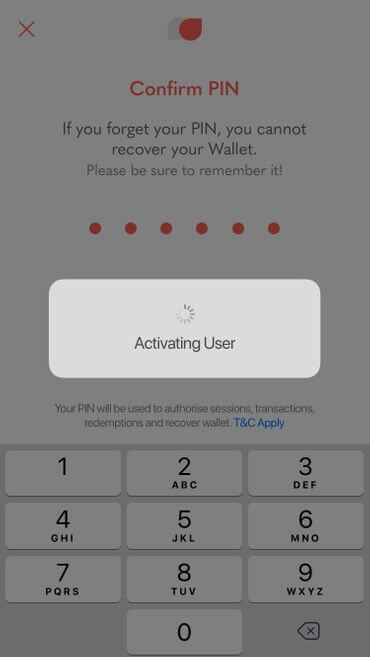 Confirm PIN
If you forget your PIN, you cannot
recover your Wallet.
Please be sure to remember it!
Activating User
Your PIN will be used to authorise sessions, transactions,
redemptions and recover wallet. T&C Apply
1
2
ABC
3
DEF
4
GHI
5
JKL
6
MNO
7
PQRS
8
TUV
9
WXYZ
0